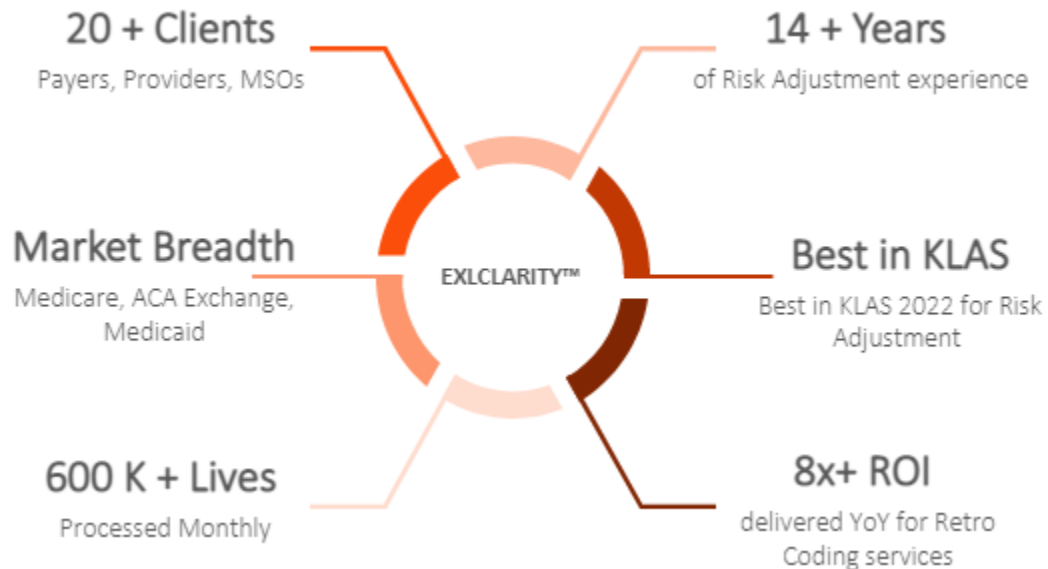 20 + Clients
Payers, Providers, MSOs
14 + Years
of Risk Adjustment experience
Market Breadth
Medicare, ACA Exchange,
Medicaid
EXLCLARITY™
Best in KLAS
Best in KLAS 2022 for Risk
Adjustment
600 K + Lives
Processed Monthly
8x+ ROI
delivered YoY for Retro
Coding services